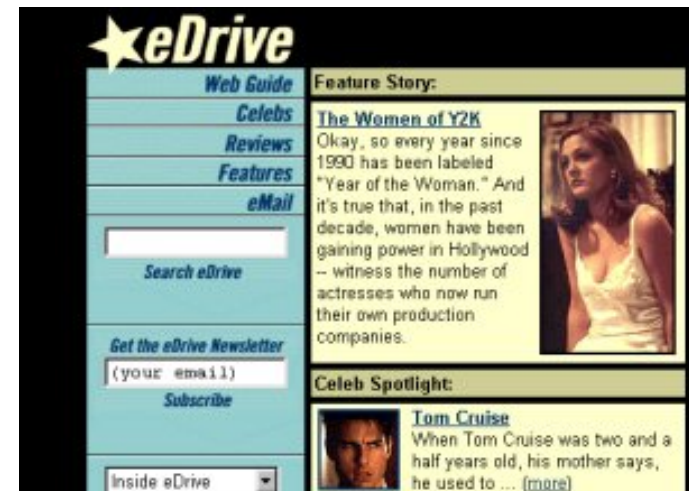 eDrive
Web Guide
Celebs
Reviews
Features
eMail
Search eDrive
Get the eDrive Newsletter
(your email)
Subscribe
Inside eDrive
Feature Story:
The Women of Y2K
Okay, so every year since
1990 has been labeled
"Year of the Woman." And
it's true that, in the past
decade, women have been
gaining power in Hollywood
-- witness the number of
actresses who now run
their own production
companies.
Celeb Spotlight:
Tom Cruise
When Tom Cruise was two and a
half years old, his mother says,
he used to ... (more)